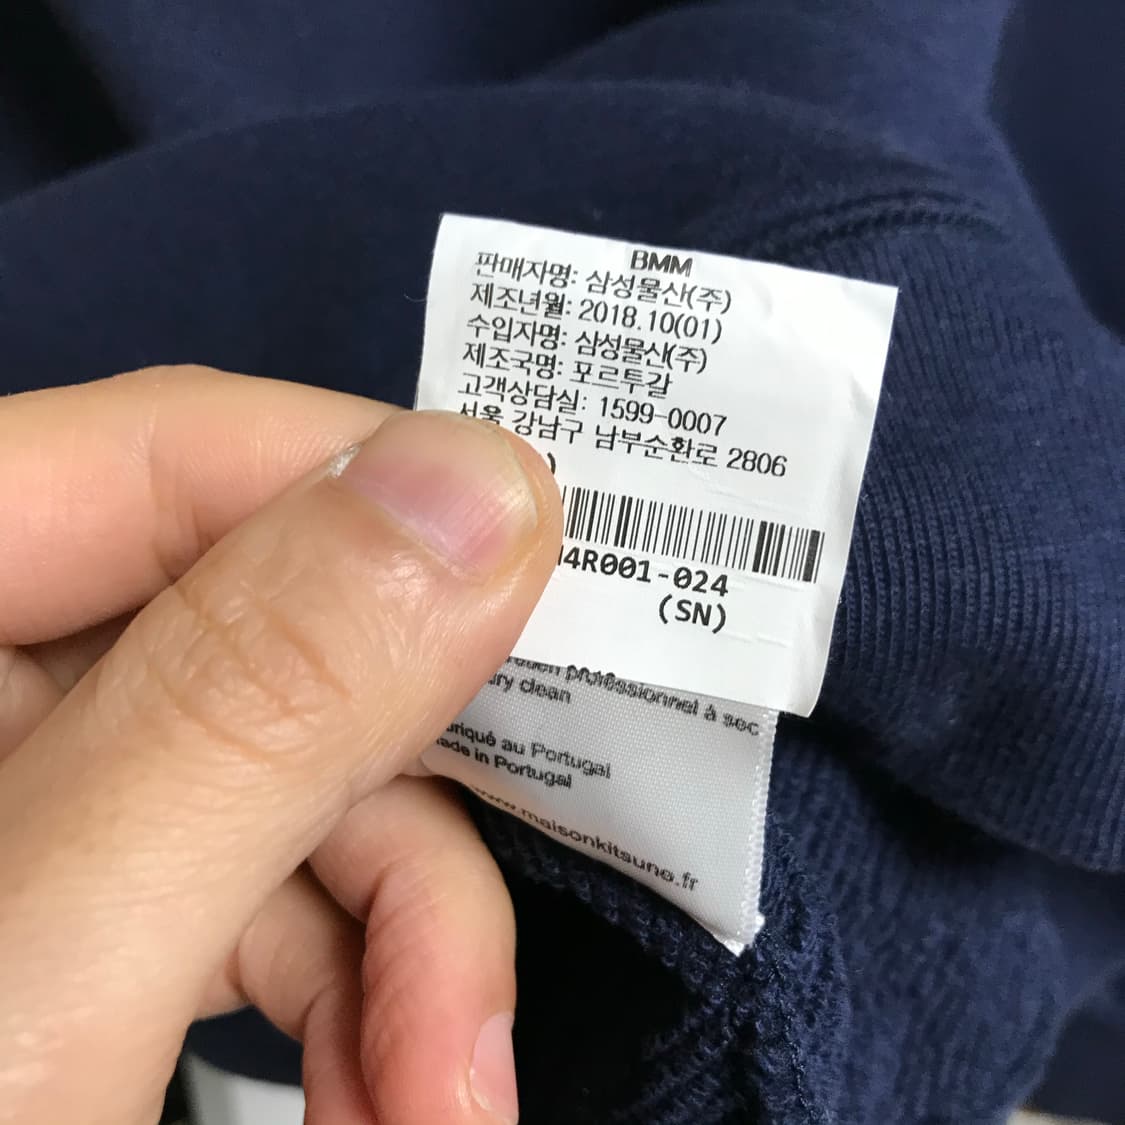 BMM
판매자명: 삼성물산(주)
제조년월: 2018.10(01)
수입자명: 삼성물산(주)
제조국명: 포르투갈
고객상담실: 1599-0007
서울 강남구 남부순환로 2806
)
4R001-024
(SN)
professionnel à sec
dry clean
au Portugal
in Portugal
www.maisonkitsune.fr